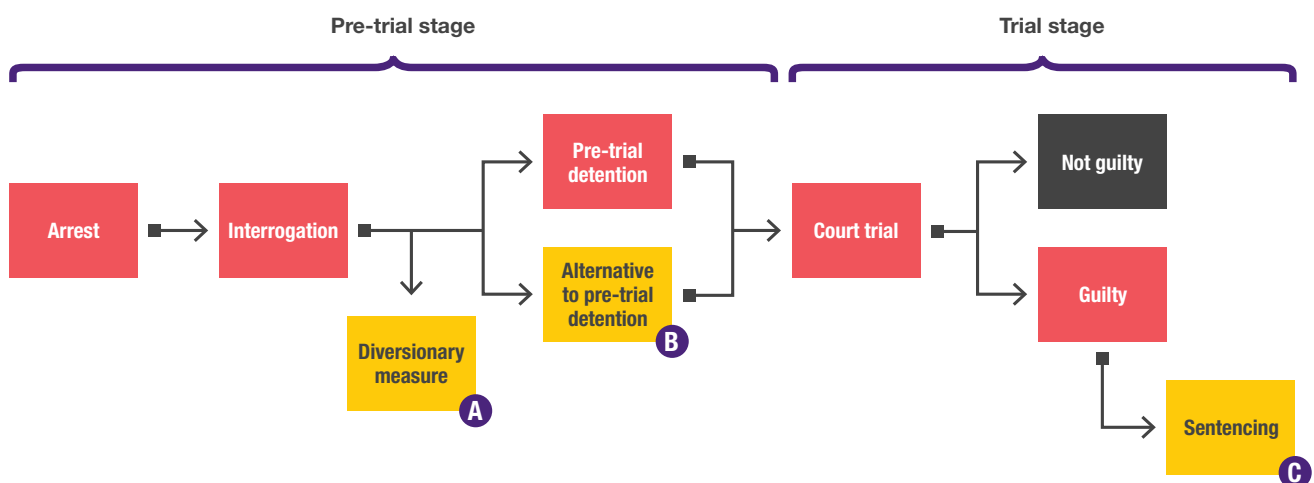 Pre-trial stage
Trial stage
Arrest
Interrogation
Diversionary
measure
A
Pre-trial
detention
Alternative
to pre-trial
detention
B
Court trial
Not guilty
Guilty
Sentencing
C